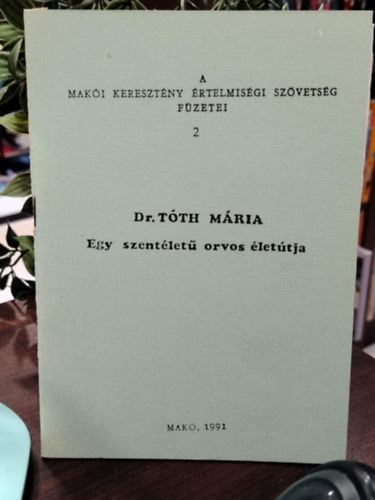 A
MAKÓI KERESZTÉNY ÉRTELMISÉGI SZÖVETSÉG
FÜZETEI
2
Dr. TÓTH MÁRIA
Egy szentéletű orvos életútja
MAKÓ, 1991